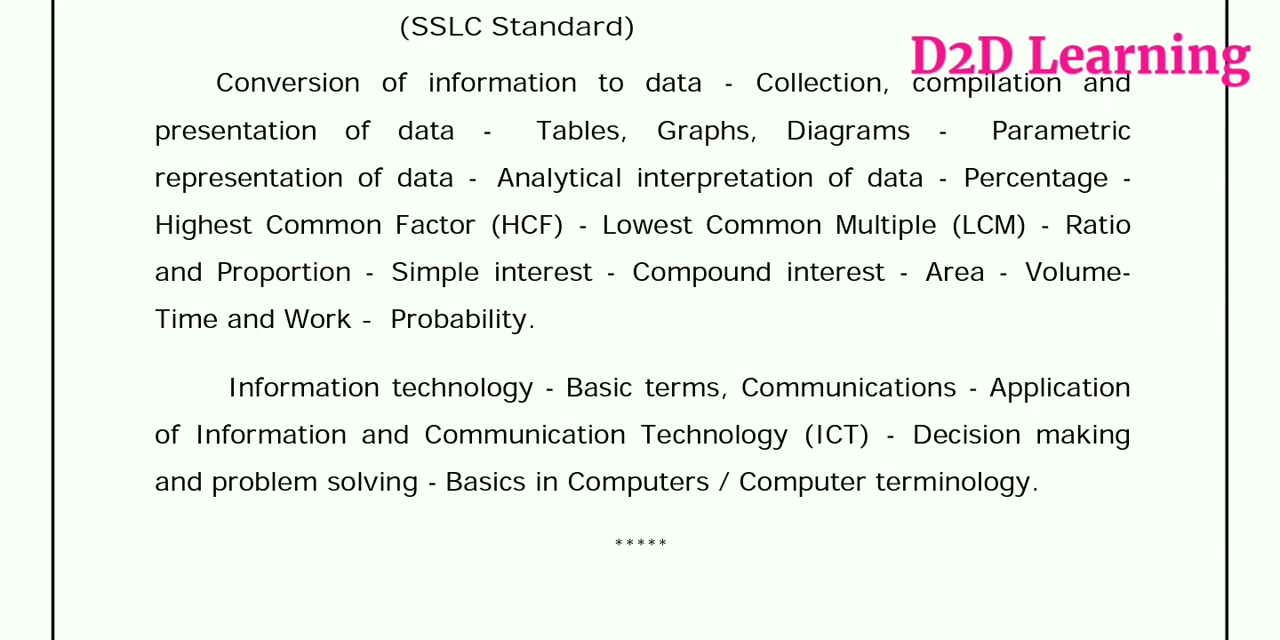 (SSLC Standard)
D2D Learning
Conversion of information to data - Collection, compilation and
presentation of data - Tables, Graphs, Diagrams - Parametric
representation of data - Analytical interpretation of data - Percentage -
Highest Common Factor (HCF) - Lowest Common Multiple (LCM) - Ratio
and Proportion - Simple interest - Compound interest - Area - Volume-
Time and Work - Probability.
Information technology - Basic terms, Communications - Application
of Information and Communication Technology (ICT) - Decision making
and problem solving - Basics in Computers / Computer terminology.
*****